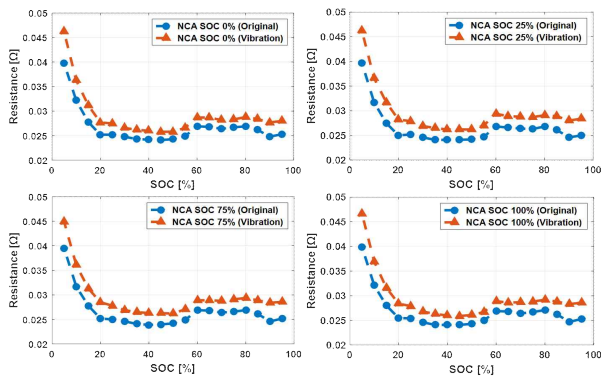 NCA SOC 0% (Original)
NCA SOC 0% (Vibration)
Resistance [Ω]
0.05
0.045
0.04
0.035
0.03
0.025
0.02
0 20 40 60 80 100
SOC [%]
NCA SOC 25% (Original)
NCA SOC 25% (Vibration)
Resistance [Ω]
0.05
0.045
0.04
0.035
0.03
0.025
0.02
0 20 40 60 80 100
SOC [%]
NCA SOC 75% (Original)
NCA SOC 75% (Vibration)
Resistance [Ω]
0.05
0.045
0.04
0.035
0.03
0.025
0.02
0 20 40 60 80 100
SOC [%]
NCA SOC 100% (Original)
NCA SOC 100% (Vibration)
Resistance [Ω]
0.05
0.045
0.04
0.035
0.03
0.025
0.02
0 20 40 60 80 100
SOC [%]